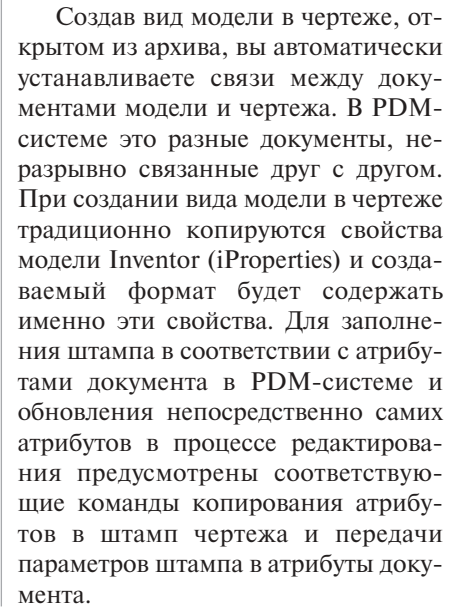 Создав вид модели в чертеже, от-
крытом из архива, вы автоматически
устанавливаете связи между доку-
ментами модели и чертежа. В PDM-
системе это разные документы, не-
разрывно связанные друг с другом.
При создании вида модели в чертеже
традиционно копируются свойства
модели Inventor (iProperties) и созда-
ваемый формат будет содержать
именно эти свойства. Для заполне-
ния штампа в соответствии с атрибу-
тами документа в PDM-системе и
обновления непосредственно самих
атрибутов в процессе редактирова-
ния предусмотрены соответствую-
щие команды копирования атрибу-
тов в штамп чертежа и передачи
параметров штампа в атрибуты доку-
мента.